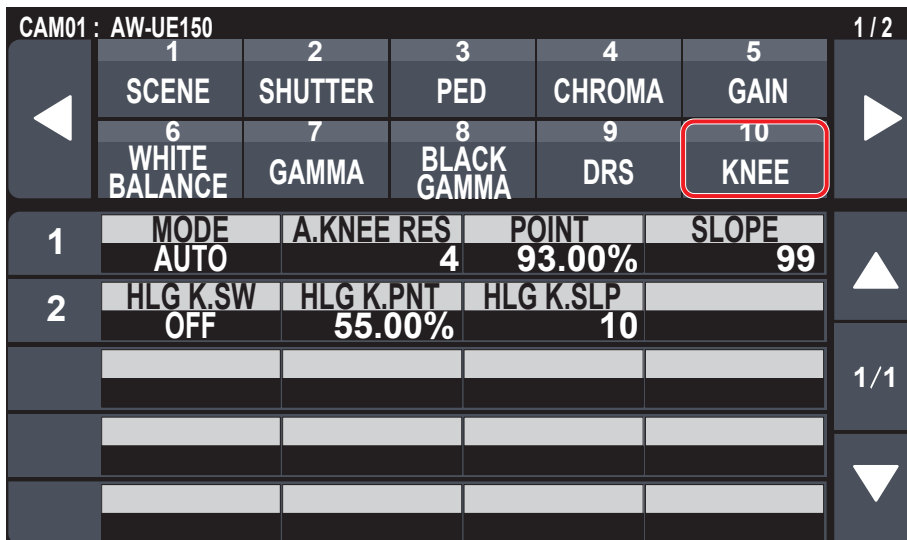 CAM01 : AW-UE150 1 / 2
1 2 3 4 5
SCENE SHUTTER PED CHROMA GAIN
6 7 8 9 10
WHITE BALANCE GAMMA BLACK GAMMA DRS KNEE
1 MODE A.KNEE RES POINT SLOPE
AUTO 4 93.00% 99
2 HLG K.SW HLG K.PNT HLG K.SLP
OFF 55.00% 10
1/1